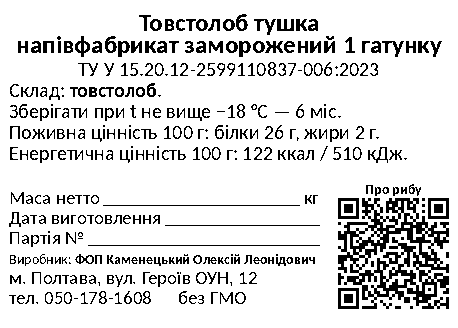 Товстолоб тушка
напівфабрикат заморожений 1 гатунку
ТУ У 15.20.12-2599110837-006:2023
Склад: товстолоб.
Зберігати при t не вище −18 °C — 6 міс.
Поживна цінність 100 г: білки 26 г, жири 2 г.
Енергетична цінність 100 г: 122 ккал / 510 кДж.
Про рибу
Маса нетто ______________________ кг
Дата виготовлення _________________
Партія № _________________________
Виробник: ФОП Каменецький Олексій Леонідович
м. Полтава, вул. Героїв ОУН, 12
тел. 050-178-1608 без ГМО